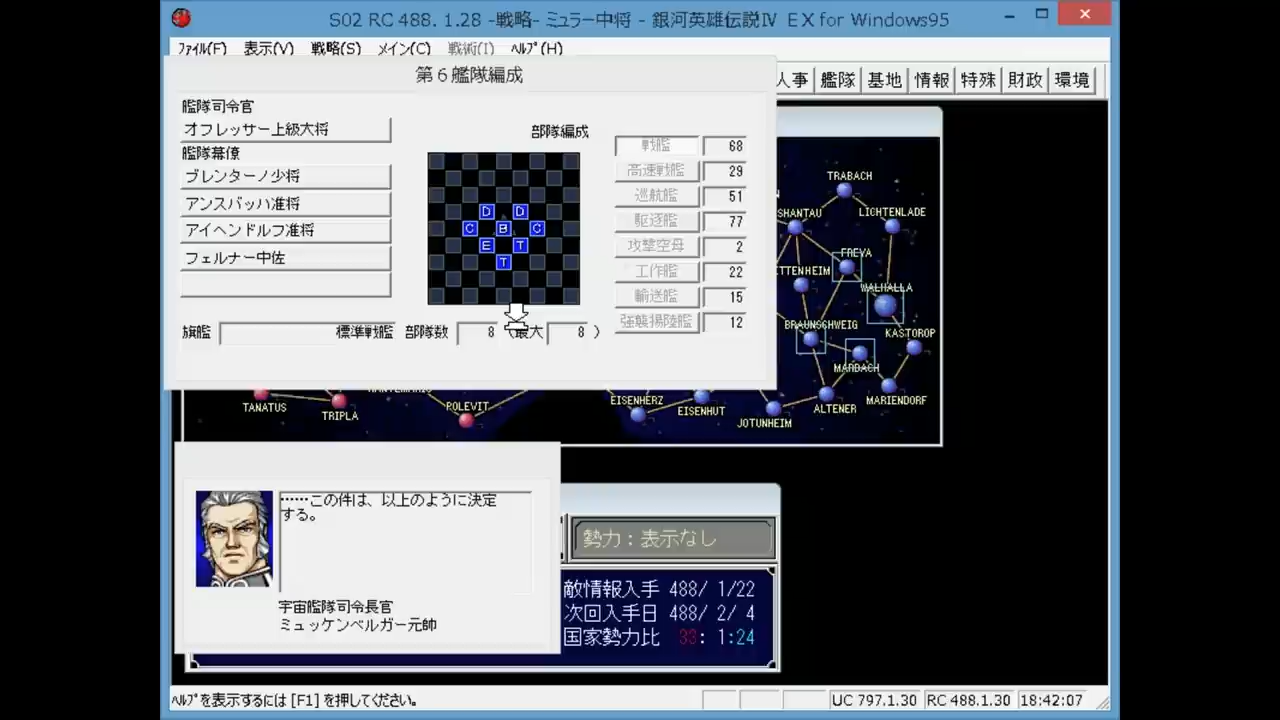 S02 RC 488. 1.28 -戦略- ミュラー中将 - 銀河英雄伝説Ⅳ EX for Windows95
ﾌｧｲﾙ(F) 表示(V) 戦略(S) メイン(C) 戦術(I) ﾍﾙﾌﾟ(H)
人事 艦隊 基地 情報 特殊 財政 環境
第６艦隊編成
艦隊司令官
オフレッサー上級大将
艦隊幕僚
ブレンターノ少将
アンスバッハ准将
アイヘンドルフ准将
フェルナー中佐
部隊編成
D D
C B C
E T
T
戦艦 68
高速戦艦 29
巡航艦 51
駆逐艦 77
攻撃空母 2
工作艦 22
輸送艦 15
強襲揚陸艦 12
旗艦 標準戦艦 部隊数 8 (最大 8 )
TRABACH
SHANTAU
LICHTENLADE
FREYA
TTENHEIM
WALHALLA
BRAUNSCHWEIG
KASTOROP
MARBACH
MARIENDORF
ALTENER
JOTUNHEIM
EISENHUT
EISENHERZ
ROLEVIT
TRIPLA
TANATUS
……この件は、以上のように決定
する。
宇宙艦隊司令長官
ミュッケンベルガー元帥
勢力：表示なし
敵情報入手 488/ 1/22
次回入手日 488/ 2/ 4
国家勢力比 33: 1:24
ﾍﾙﾌﾟを表示するには [F1] を押してください。
UC 797.1.30 RC 488.1.30 18:42:07